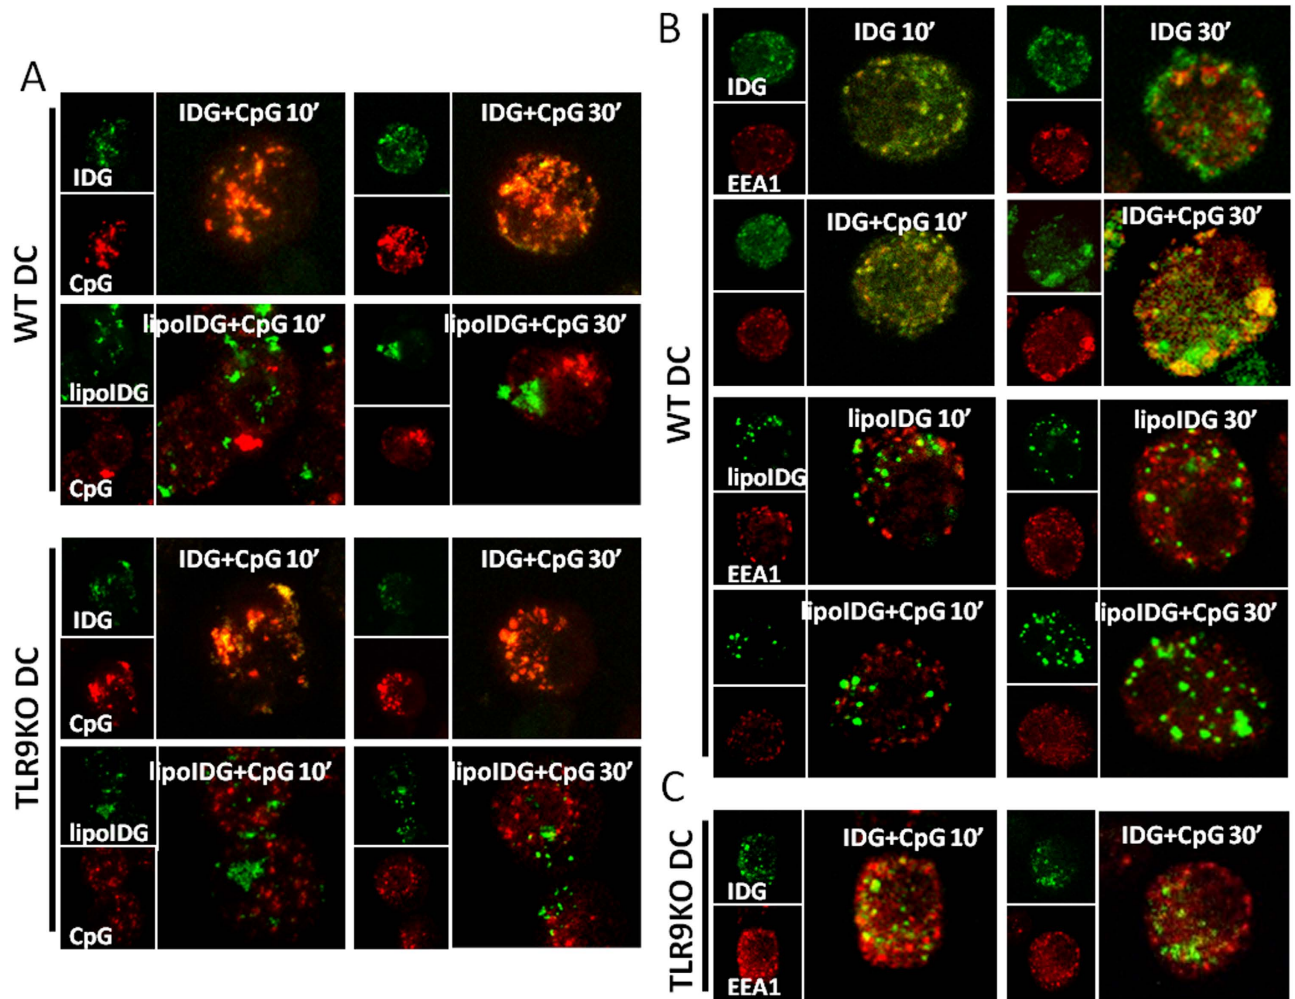 A
WT DC
IDG
CpG
IDG+CpG 10’
IDG+CpG 30’
lipoIDG
CpG
lipoIDG+CpG 10’
lipoIDG+CpG 30’
TLR9KO DC
IDG
CpG
IDG+CpG 10’
IDG+CpG 30’
lipoIDG
CpG
lipoIDG+CpG 10’
lipoIDG+CpG 30’
B
WT DC
IDG
EEA1
IDG 10’
IDG 30’
IDG+CpG 10’
IDG+CpG 30’
lipoIDG
EEA1
lipoIDG 10’
lipoIDG 30’
lipoIDG+CpG 10’
lipoIDG+CpG 30’
C
TLR9KO DC
IDG
EEA1
IDG+CpG 10’
IDG+CpG 30’